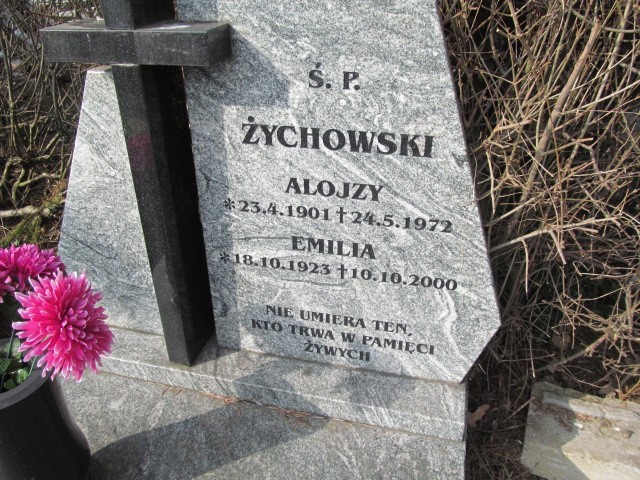 Ś. P.
ŻYCHOWSKI
ALOJZY
*23.4.1901 † 24.5.1972
EMILIA
*18.10.1923 † 10.10.2000
NIE UMIERA TEN,
KTO TRWA W PAMIĘCI
ŻYWYCH